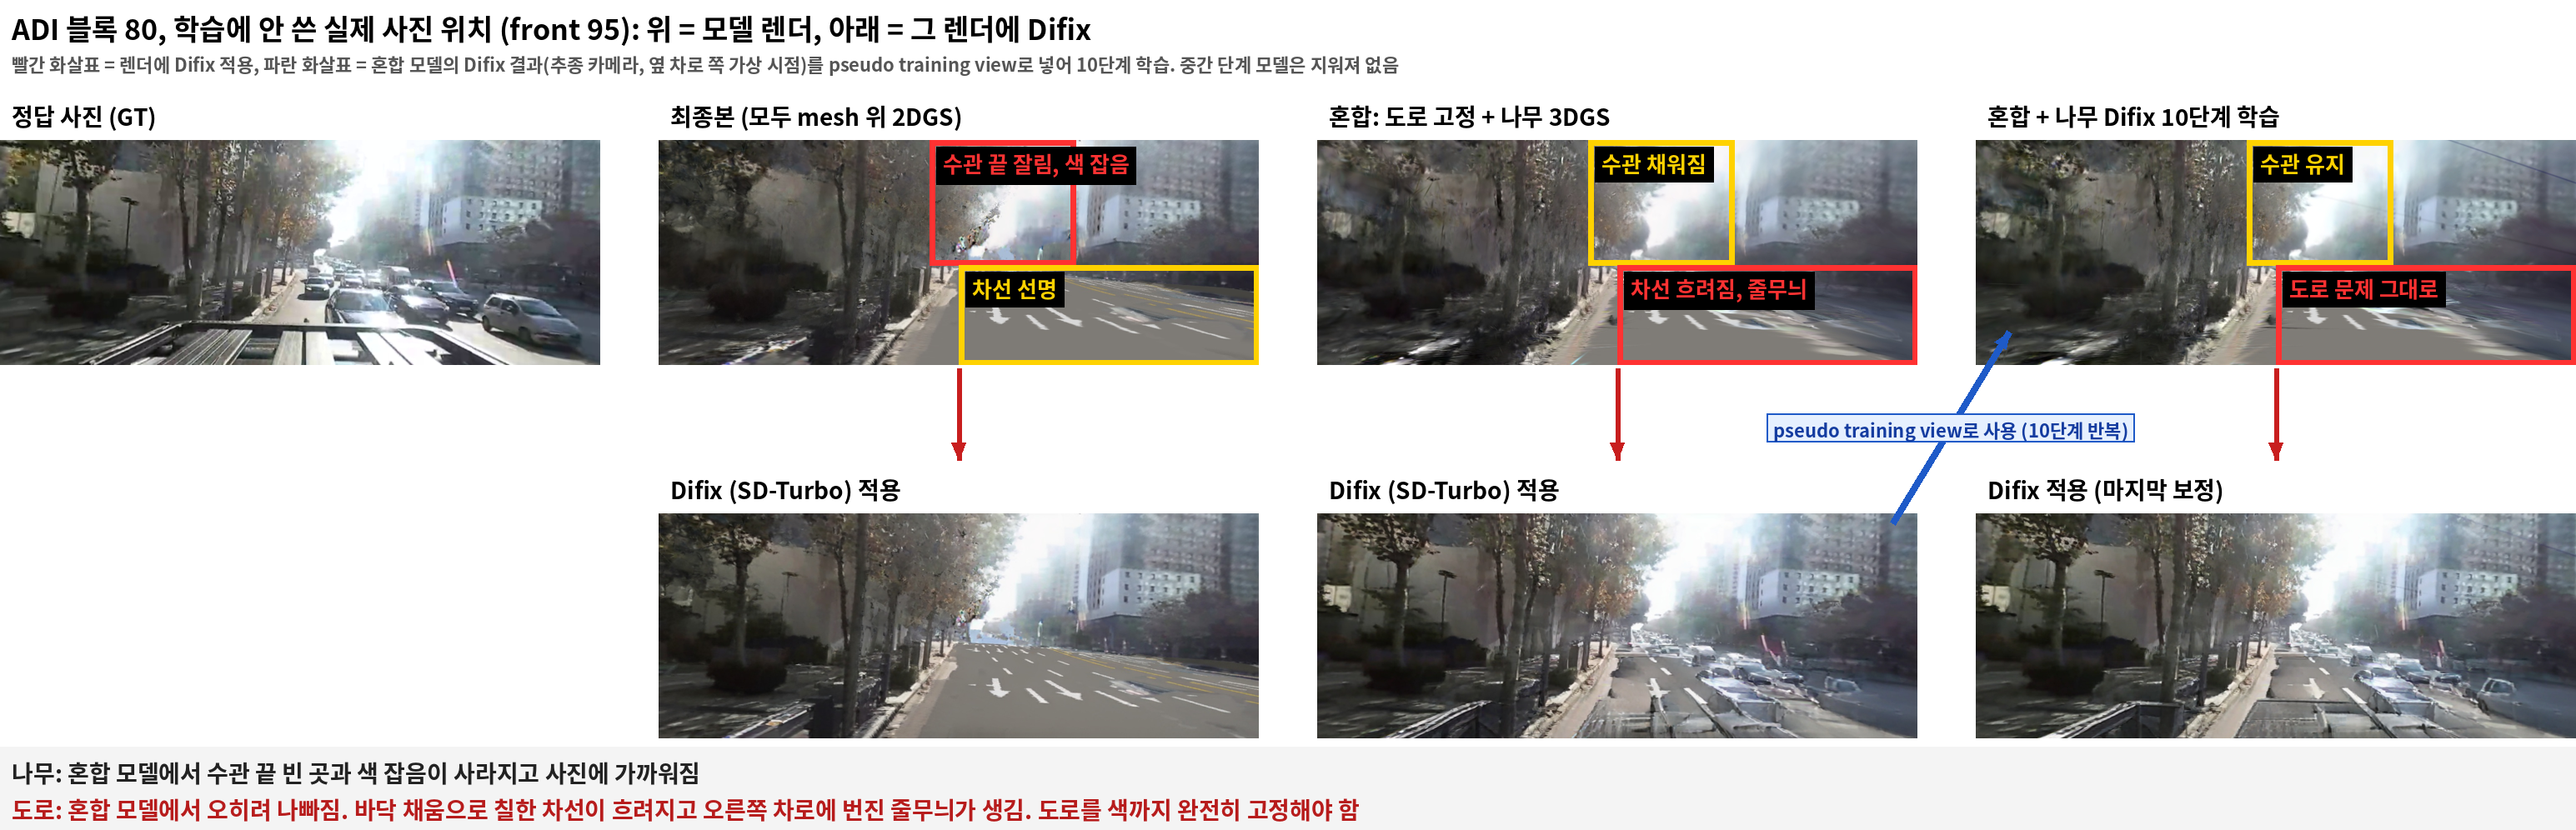 ADI 블록 80, 학습에 안 쓴 실제 사진 위치 (front 95): 위 = 모델 렌더, 아래 = 그 렌더에 Difix
빨간 화살표 = 렌더에 Difix 적용, 파란 화살표 = 혼합 모델의 Difix 결과(추종 카메라, 옆 차로 쪽 가상 시점)를 pseudo training view로 넣어 10단계 학습. 중간 단계 모델은 지워져 없음
정답 사진 (GT)
최종본 (모두 mesh 위 2DGS)
혼합: 도로 고정 + 나무 3DGS
혼합 + 나무 Difix 10단계 학습
수관 끝 잘림, 색 잡음
수관 채워짐
수관 유지
차선 선명
차선 흐려짐, 줄무늬
도로 문제 그대로
pseudo training view로 사용 (10단계 반복)
Difix (SD-Turbo) 적용
Difix (SD-Turbo) 적용
Difix 적용 (마지막 보정)
나무: 혼합 모델에서 수관 끝 빈 곳과 색 잡음이 사라지고 사진에 가까워짐
도로: 혼합 모델에서 오히려 나빠짐. 바닥 채움으로 칠한 차선이 흐려지고 오른쪽 차로에 번진 줄무늬가 생김. 도로를 색까지 완전히 고정해야 함